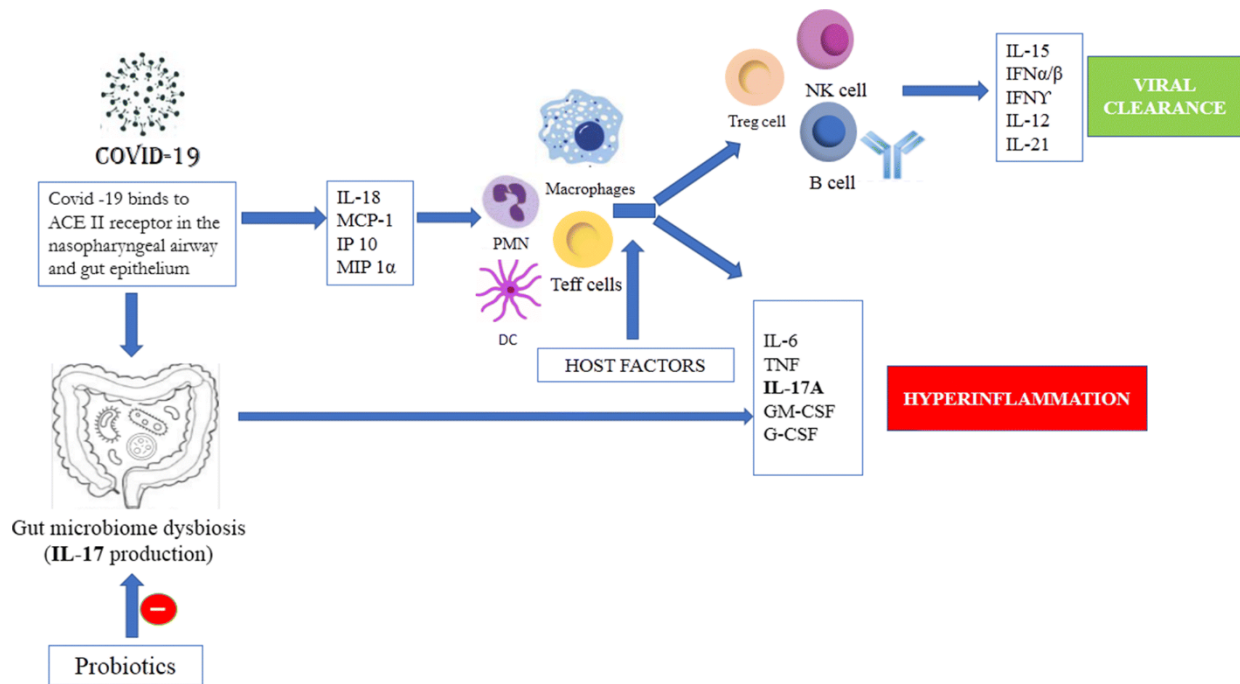 COVID-19
Covid -19 binds to
ACE II receptor in the
nasopharyngeal airway
and gut epithelium
IL-18
MCP-1
IP 10
MIP 1α
Macrophages
PMN
Teff cells
DC
HOST FACTORS
NK cell
Treg cell
B cell
IL-15
IFNα/β
IFNϒ
IL-12
IL-21
VIRAL
CLEARANCE
IL-6
TNF
IL-17A
GM-CSF
G-CSF
HYPERINFLAMMATION
Gut microbiome dysbiosis
(IL-17 production)
Probiotics